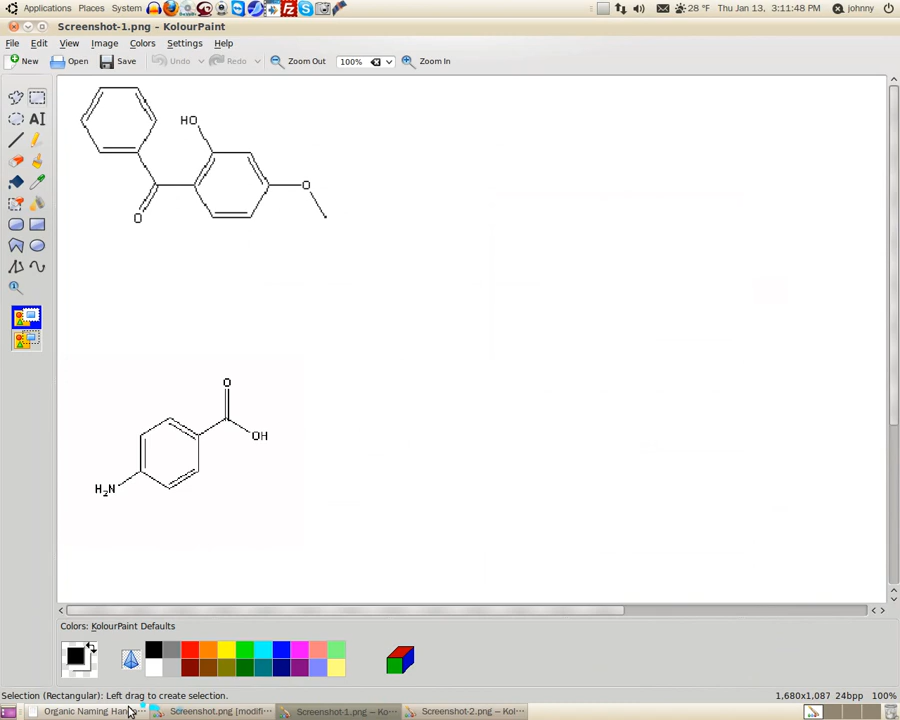 Applications Places System 28 °F Thu Jan 13, 3:11:48 PM johnny
Screenshot-1.png - KolourPaint
File Edit View Image Colors Settings Help
New Open Save Undo Redo Zoom Out 100% Zoom In
HO
O
O
O
OH
H2N
Colors: KolourPaint Defaults
Selection (Rectangular): Left drag to create selection. 1,680x1,087 24bpp 100%
Organic Naming Han Screenshot.png [modifi... Screenshot-1.png — Ko... Screenshot-2.png — Kol...